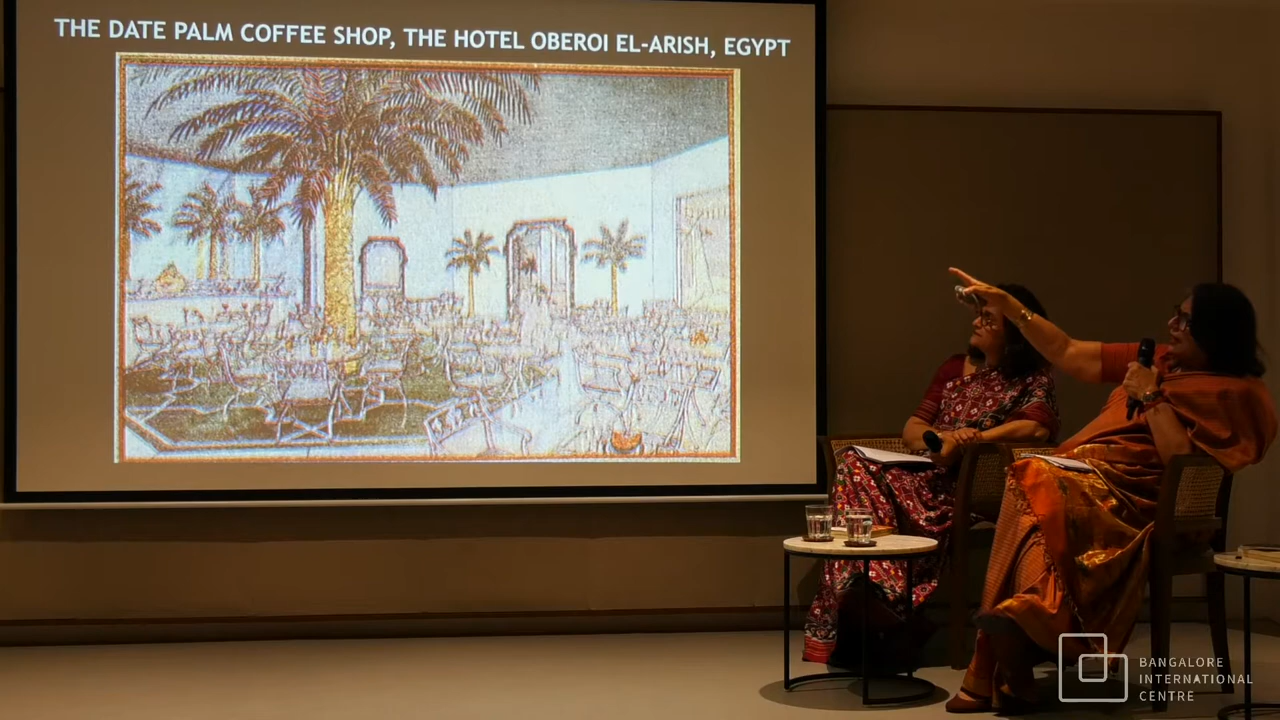 THE DATE PALM COFFEE SHOP, THE HOTEL OBEROI EL-ARISH, EGYPT
BANGALORE
INTERNATIONAL
CENTRE